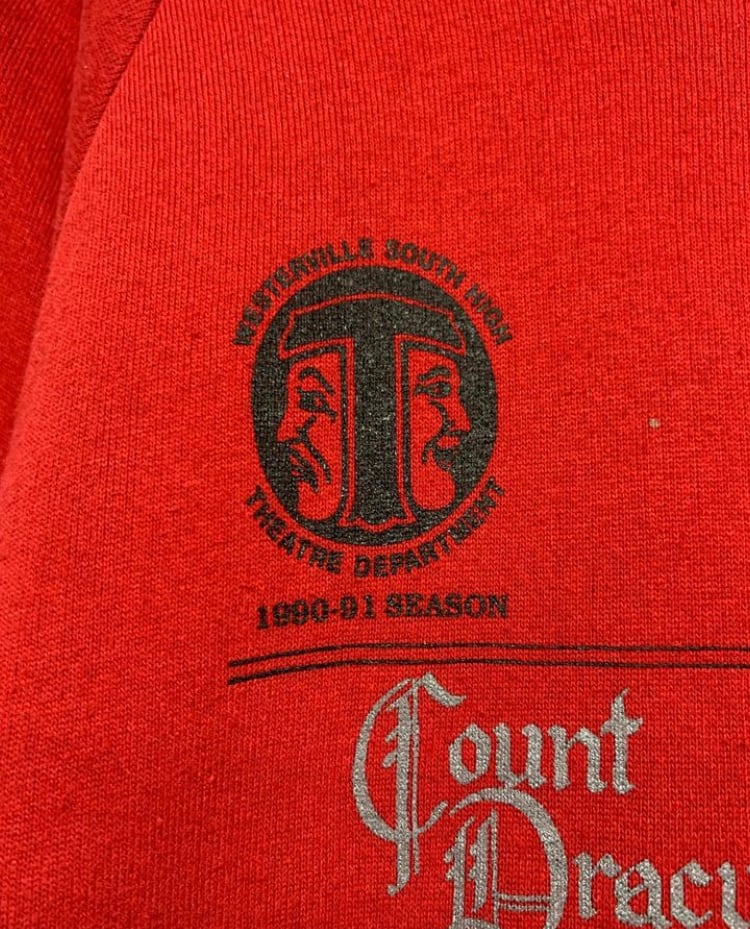 WESTERVILLE SOUTH HIGH
T
THEATRE DEPARTMENT
1990-91 SEASON
Count
Dracu